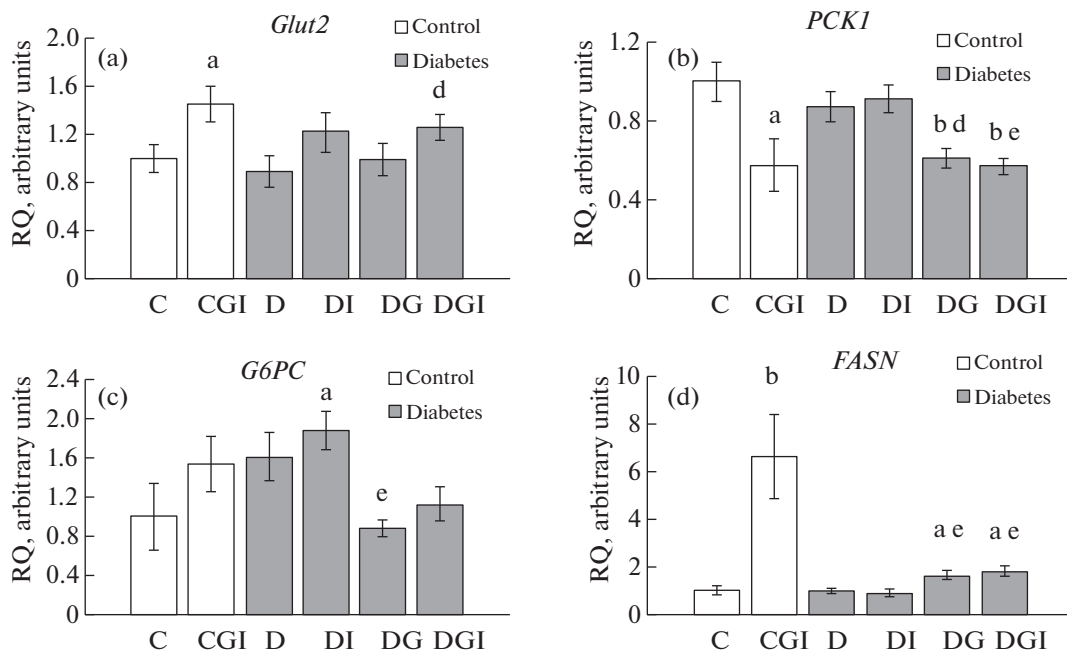 Glut2
(a)
Control
Diabetes
RQ, arbitrary units
2.0
1.6
1.2
0.8
0.4
0
a
d
C CGI D DI DG DGI
PCK1
(b)
Control
Diabetes
RQ, arbitrary units
1.2
0.8
0.4
0
a
b d
b e
C CGI D DI DG DGI
G6PC
(c)
Control
Diabetes
RQ, arbitrary units
2.4
2.0
1.6
1.2
0.8
0.4
0
a
e
C CGI D DI DG DGI
FASN
(d)
Control
Diabetes
RQ, arbitrary units
10
8
6
4
2
0
b
a e
a e
C CGI D DI DG DGI